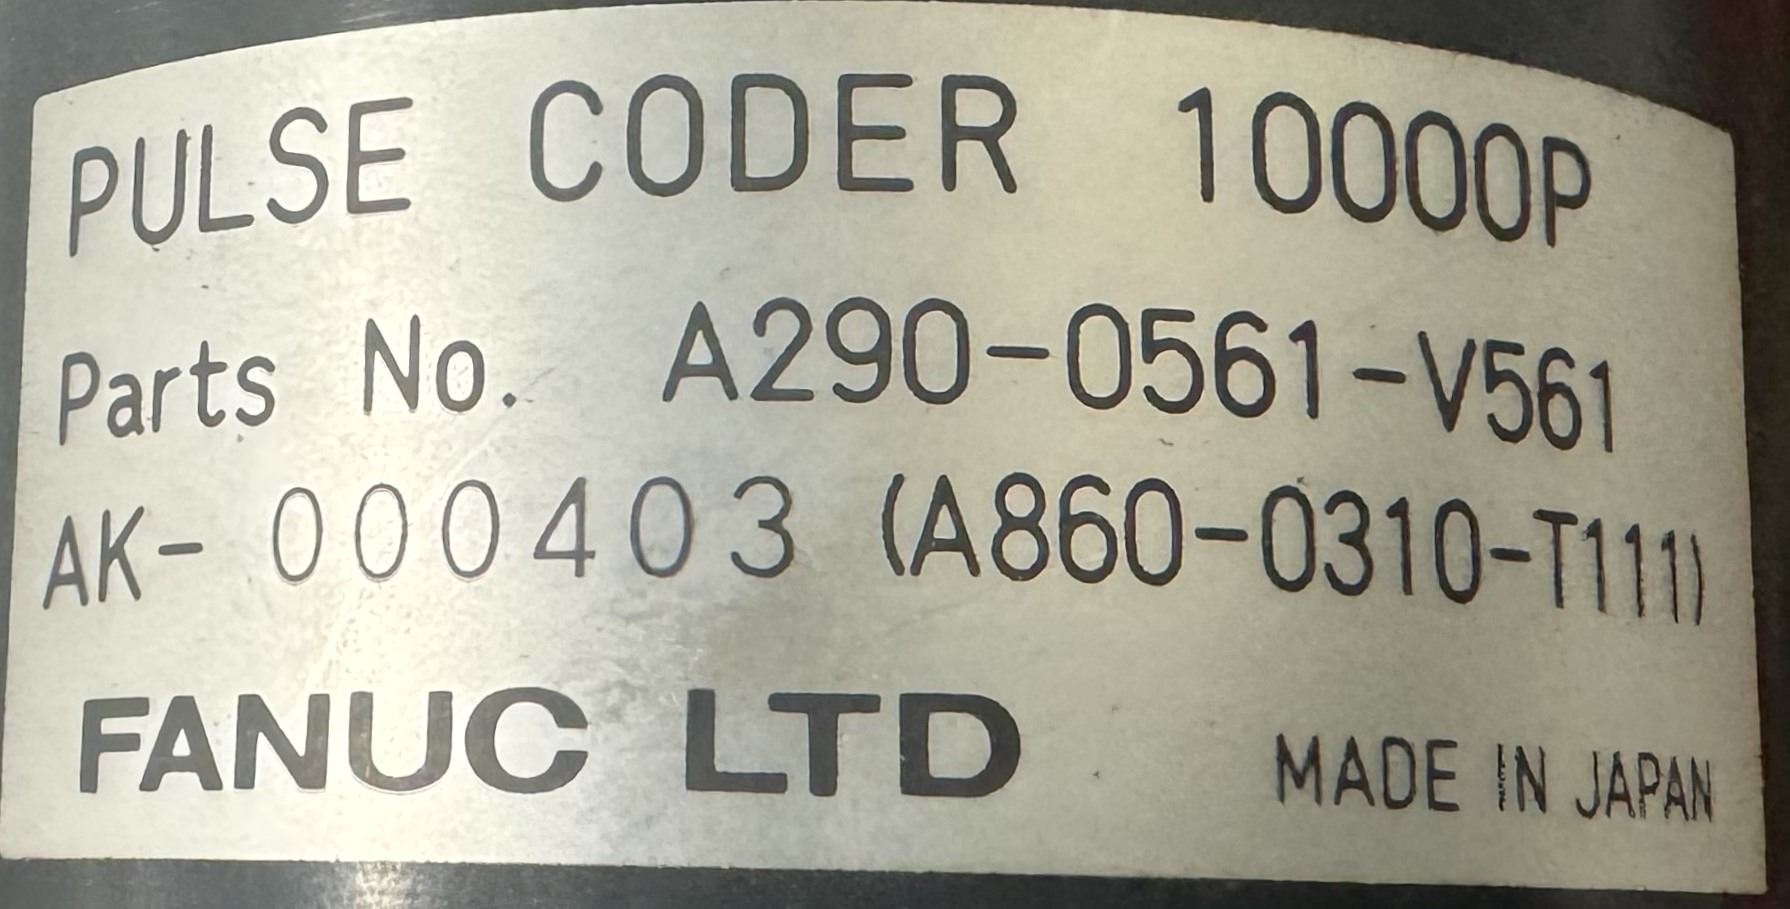 PULSE CODER 10000P
Parts No. A290-0561-V561
AK-000403 (A860-0310-T111)
FANUC LTD MADE IN JAPAN